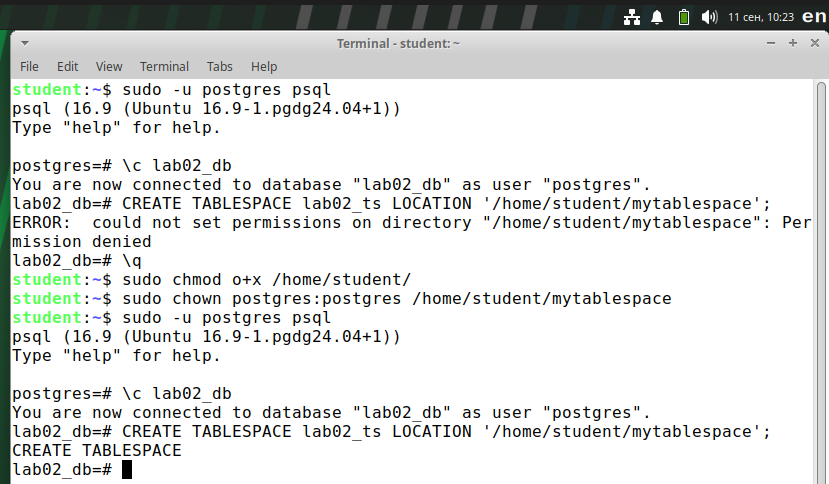 11 сен, 10:23 en
Terminal - student: ~
File Edit View Terminal Tabs Help
student:~$ sudo -u postgres psql
psql (16.9 (Ubuntu 16.9-1.pgdg24.04+1))
Type "help" for help.
postgres=# \c lab02_db
You are now connected to database "lab02_db" as user "postgres".
lab02_db=# CREATE TABLESPACE lab02_ts LOCATION '/home/student/mytablespace';
ERROR:  could not set permissions on directory "/home/student/mytablespace": Per
mission denied
lab02_db=# \q
student:~$ sudo chmod o+x /home/student/
student:~$ sudo chown postgres:postgres /home/student/mytablespace
student:~$ sudo -u postgres psql
psql (16.9 (Ubuntu 16.9-1.pgdg24.04+1))
Type "help" for help.
postgres=# \c lab02_db
You are now connected to database "lab02_db" as user "postgres".
lab02_db=# CREATE TABLESPACE lab02_ts LOCATION '/home/student/mytablespace';
CREATE TABLESPACE
lab02_db=#